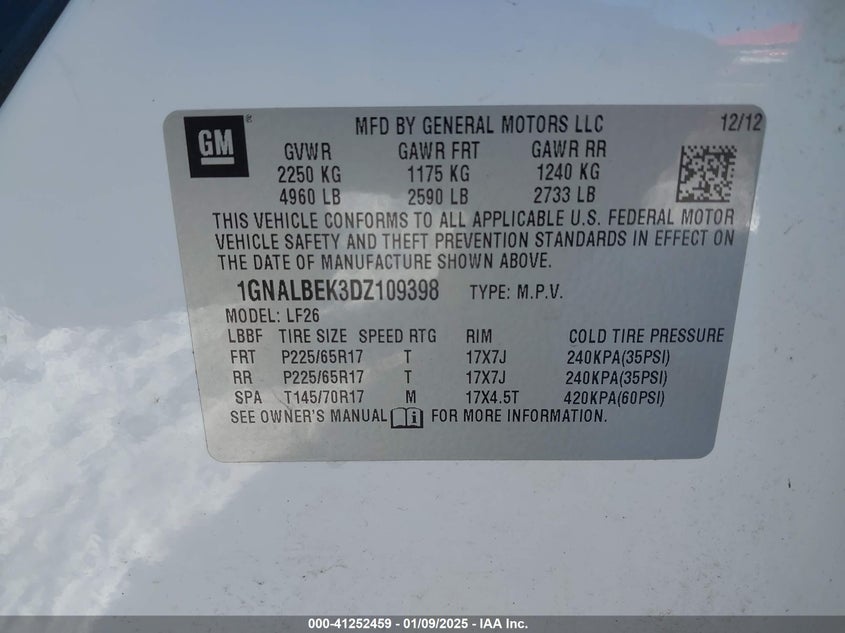 GM ® MFD BY GENERAL MOTORS LLC 12/12
GVWR GAWR FRT GAWR RR
2250 KG 1175 KG 1240 KG
4960 LB 2590 LB 2733 LB
THIS VEHICLE CONFORMS TO ALL APPLICABLE U.S. FEDERAL MOTOR
VEHICLE SAFETY AND THEFT PREVENTION STANDARDS IN EFFECT ON
THE DATE OF MANUFACTURE SHOWN ABOVE.
1GNALBEK3DZ109398 TYPE: M.P.V.
MODEL: LF26
LBBF TIRE SIZE SPEED RTG RIM COLD TIRE PRESSURE
FRT P225/65R17 T 17X7J 240KPA(35PSI)
RR P225/65R17 T 17X7J 240KPA(35PSI)
SPA T145/70R17 M 17X4.5T 420KPA(60PSI)
SEE OWNER'S MANUAL i FOR MORE INFORMATION.
000-41252459 - 01/09/2025 - IAA Inc.